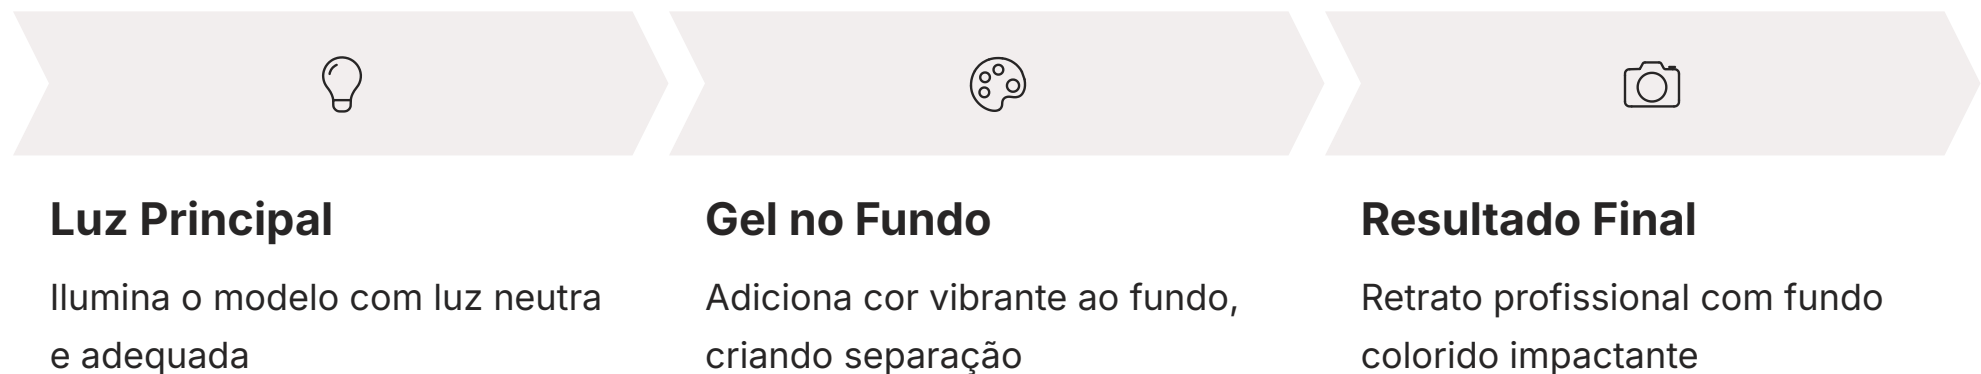 Luz Principal
Ilumina o modelo com luz neutra
e adequada
Gel no Fundo
Adiciona cor vibrante ao fundo,
criando separação
Resultado Final
Retrato profissional com fundo
colorido impactante